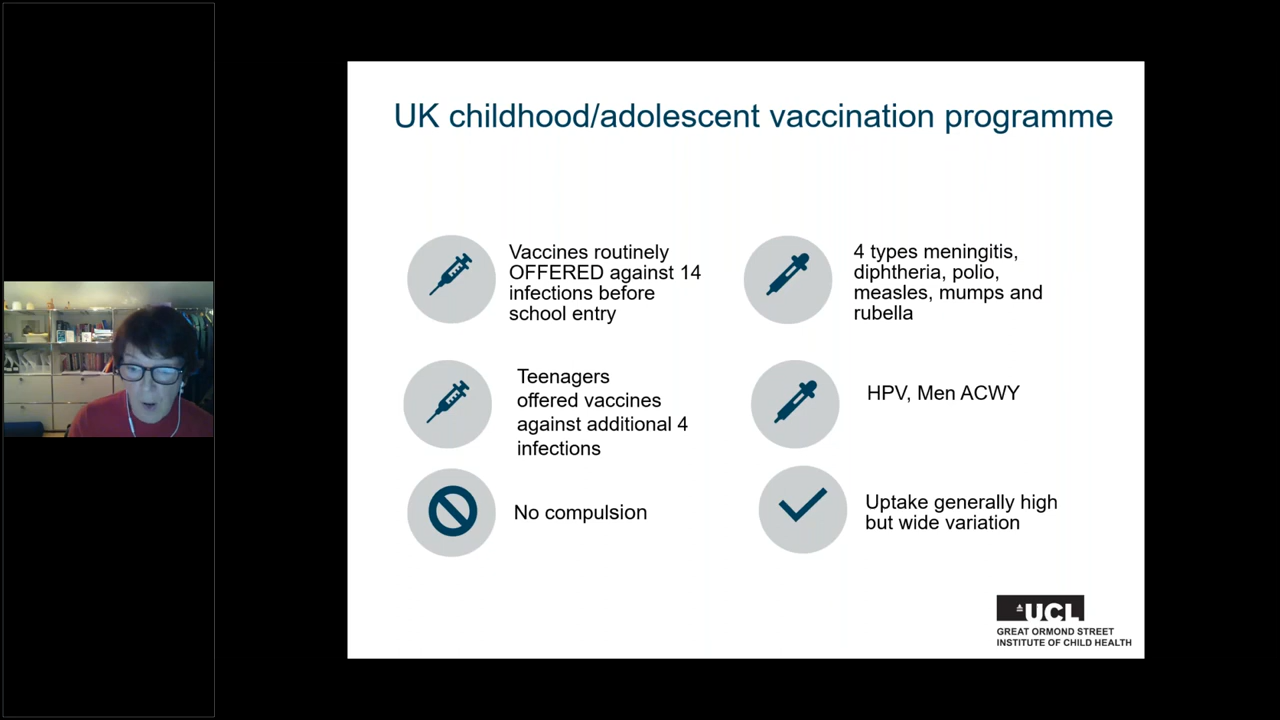 UK childhood/adolescent vaccination programme
Vaccines routinely
OFFERED against 14
infections before
school entry
4 types meningitis,
diphtheria, polio,
measles, mumps and
rubella
Teenagers
offered vaccines
against additional 4
infections
HPV, Men ACWY
No compulsion
Uptake generally high
but wide variation
UCL
GREAT ORMOND STREET
INSTITUTE OF CHILD HEALTH